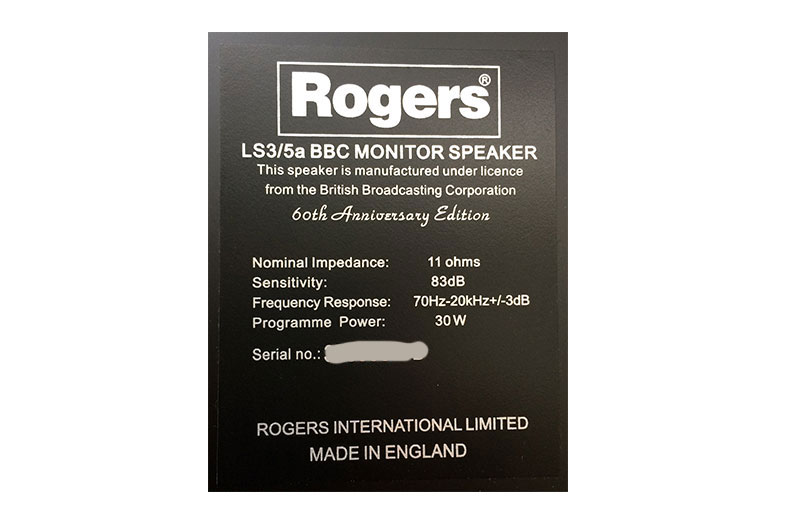 Rogers®
LS3/5a BBC MONITOR SPEAKER
This speaker is manufactured under licence
from the British Broadcasting Corporation
60th Anniversary Edition
Nominal Impedance: 11 ohms
Sensitivity: 83dB
Frequency Response: 70Hz-20kHz+/-3dB
Programme Power: 30W
Serial no.:
ROGERS INTERNATIONAL LIMITED
MADE IN ENGLAND